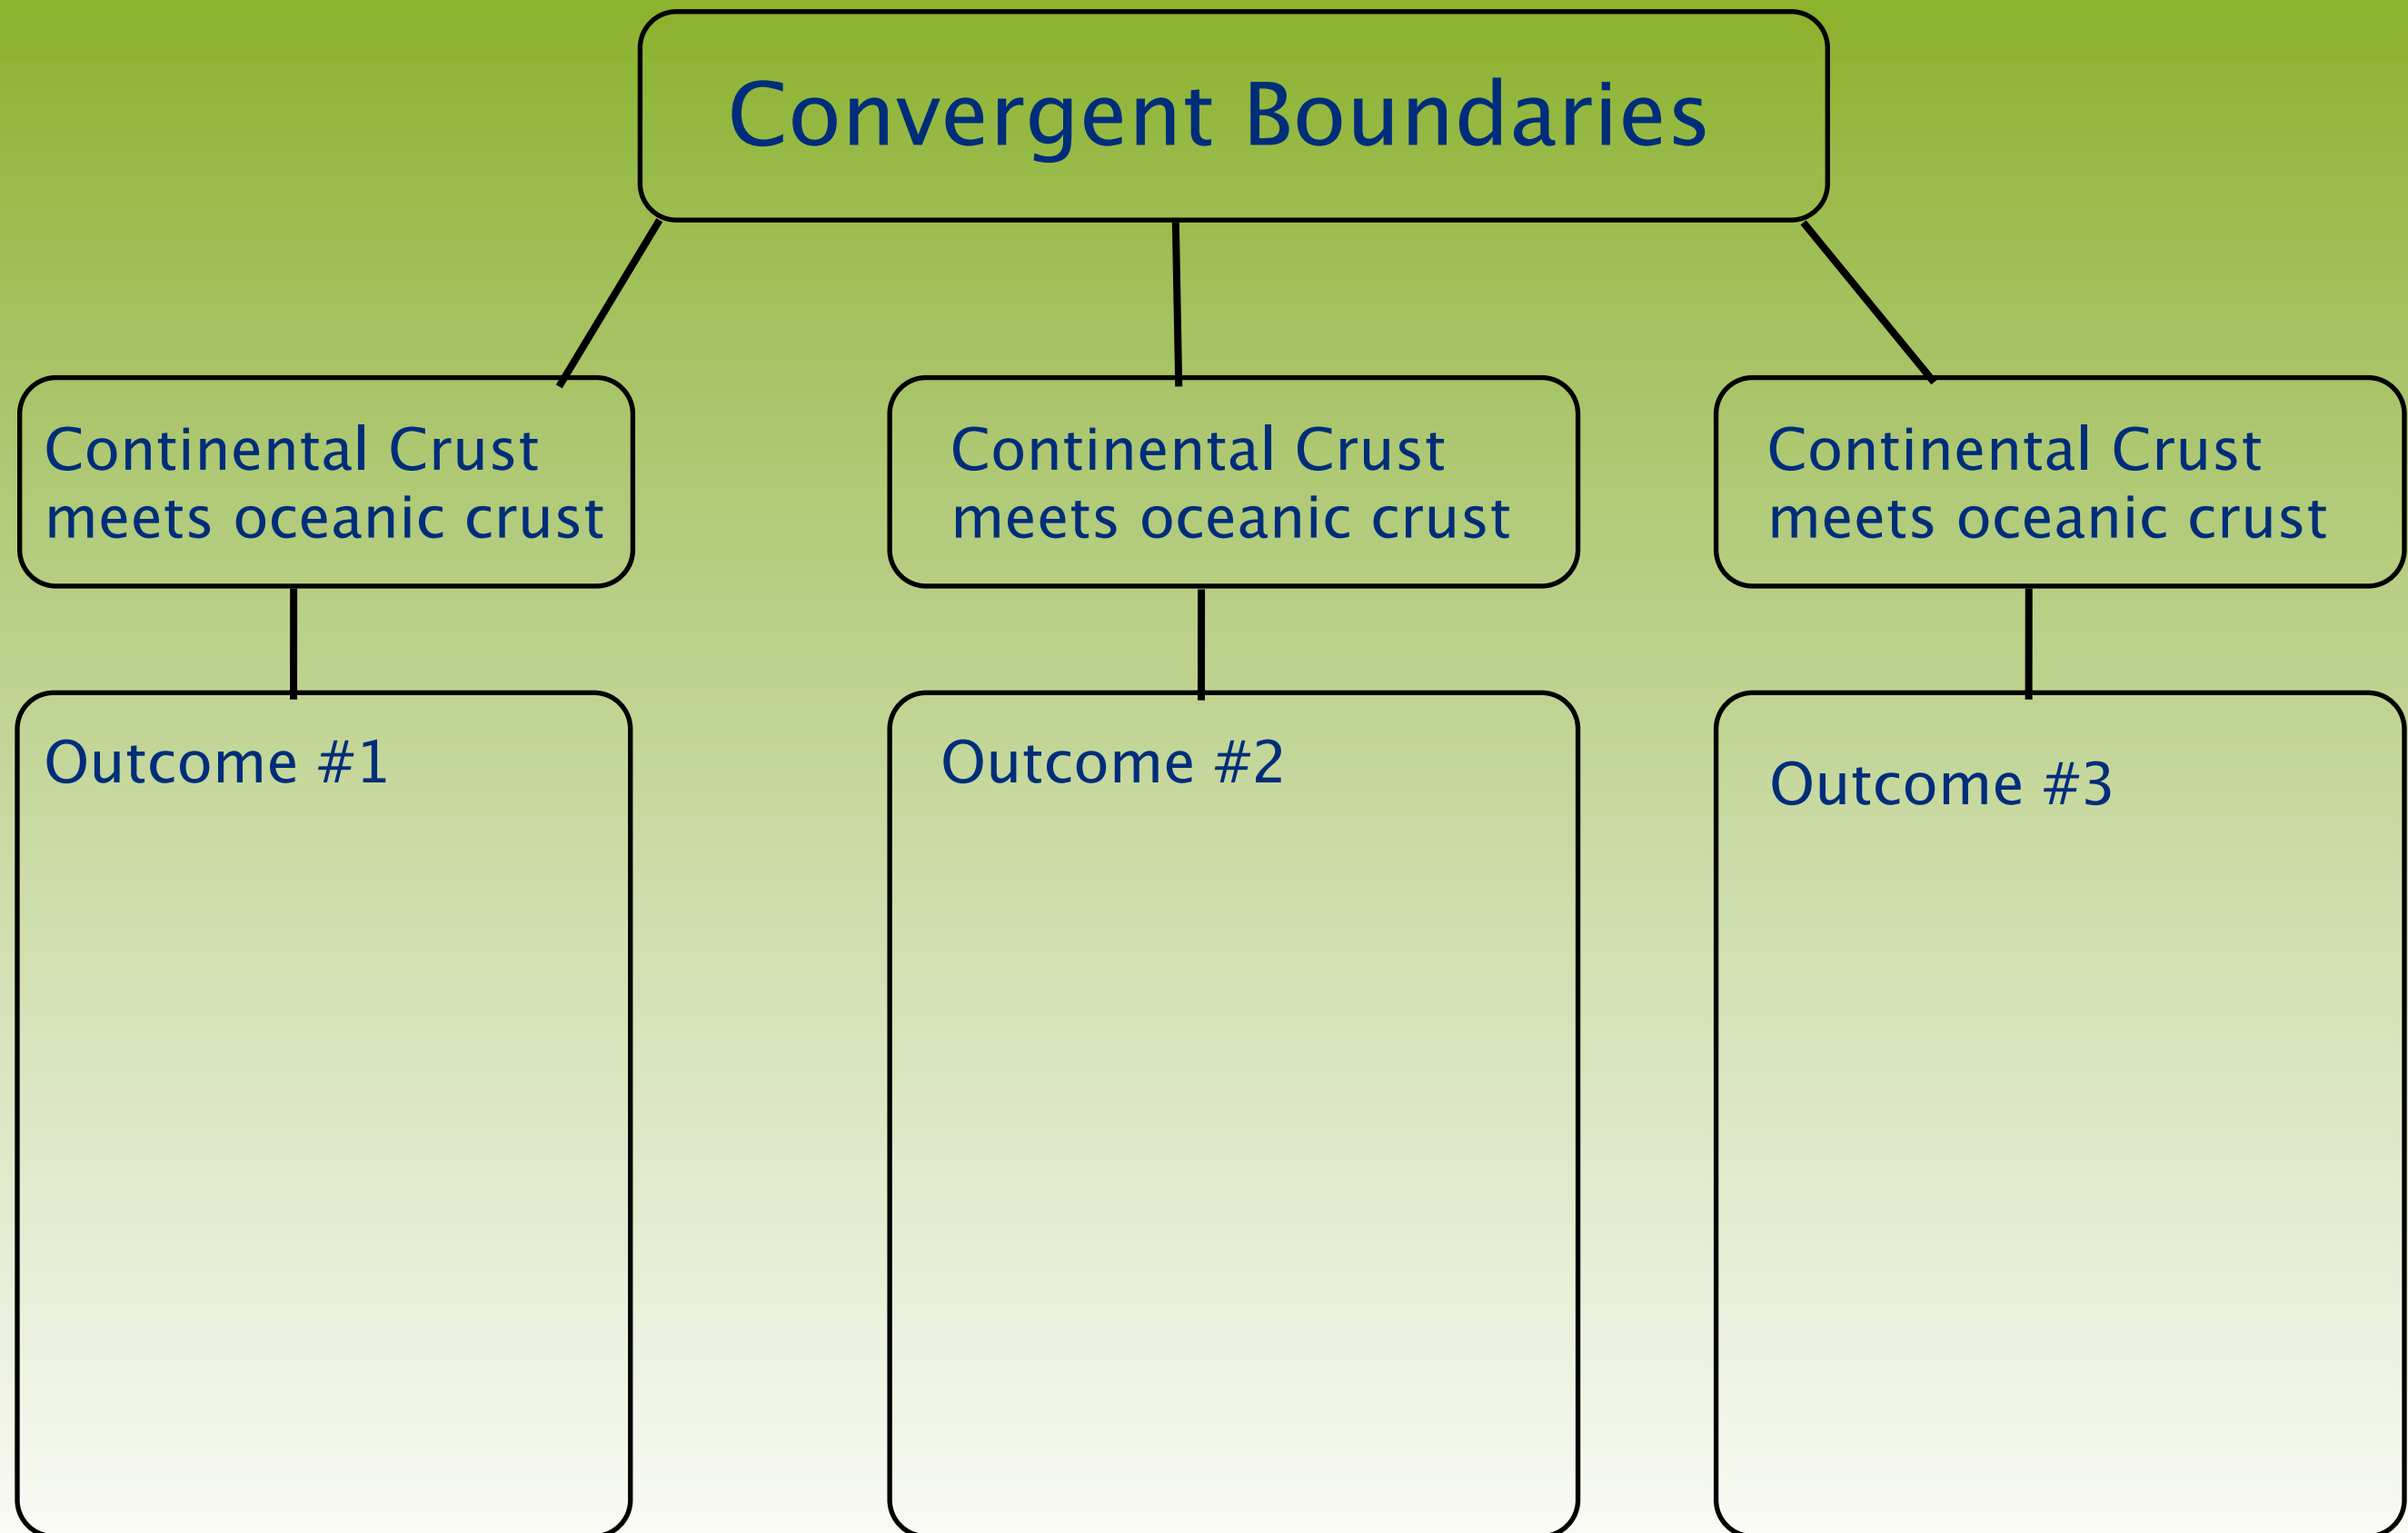 Convergent Boundaries
Continental Crust
meets oceanic crust
Continental Crust
meets oceanic crust
Continental Crust
meets oceanic crust
Outcome #1
Outcome #2
Outcome #3